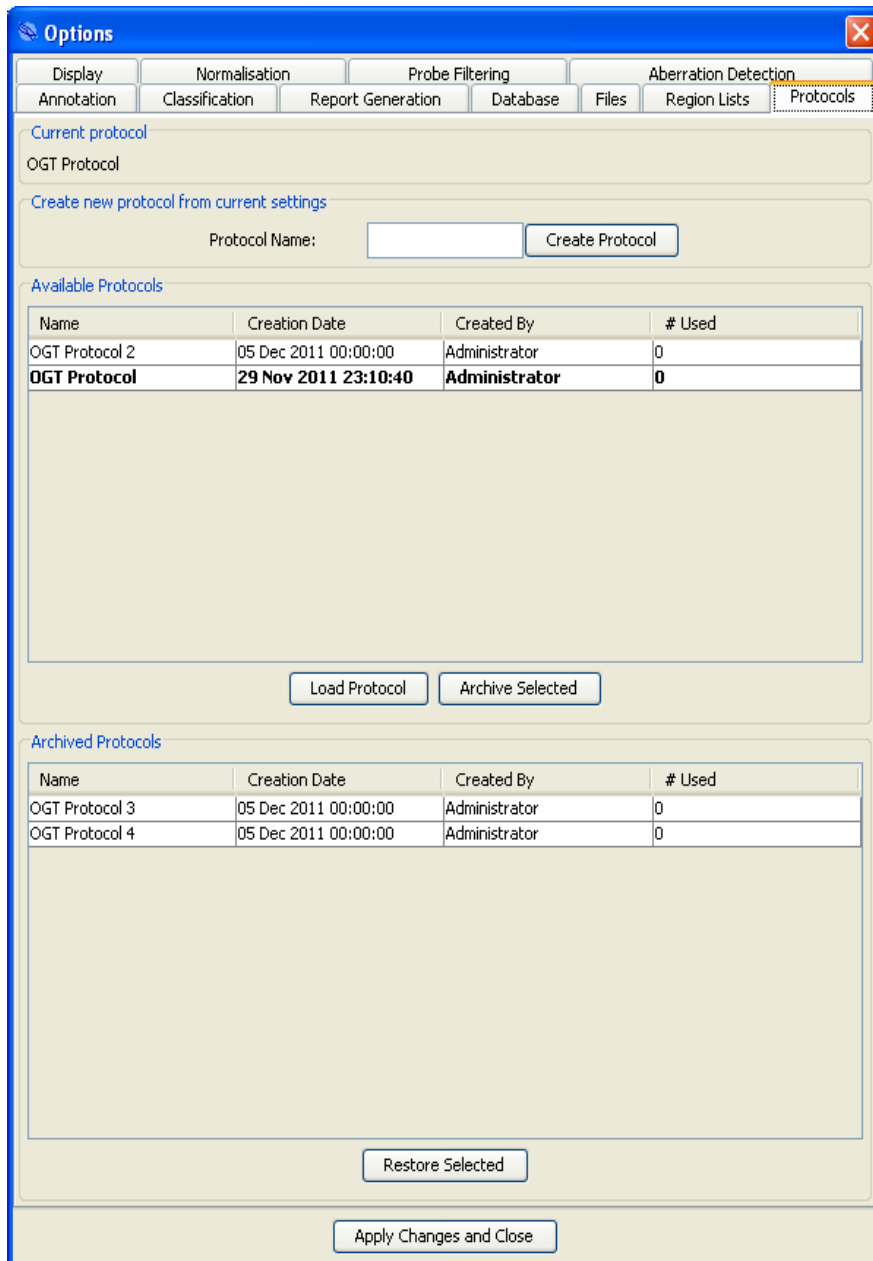 Options
Display Normalisation Probe Filtering Aberration Detection
Annotation Classification Report Generation Database Files Region Lists Protocols
Current protocol
OGT Protocol
Create new protocol from current settings
Protocol Name: Create Protocol
Available Protocols
Name Creation Date Created By # Used
OGT Protocol 2 05 Dec 2011 00:00:00 Administrator 0
OGT Protocol 29 Nov 2011 23:10:40 Administrator 0
Load Protocol Archive Selected
Archived Protocols
Name Creation Date Created By # Used
OGT Protocol 3 05 Dec 2011 00:00:00 Administrator 0
OGT Protocol 4 05 Dec 2011 00:00:00 Administrator 0
Restore Selected
Apply Changes and Close